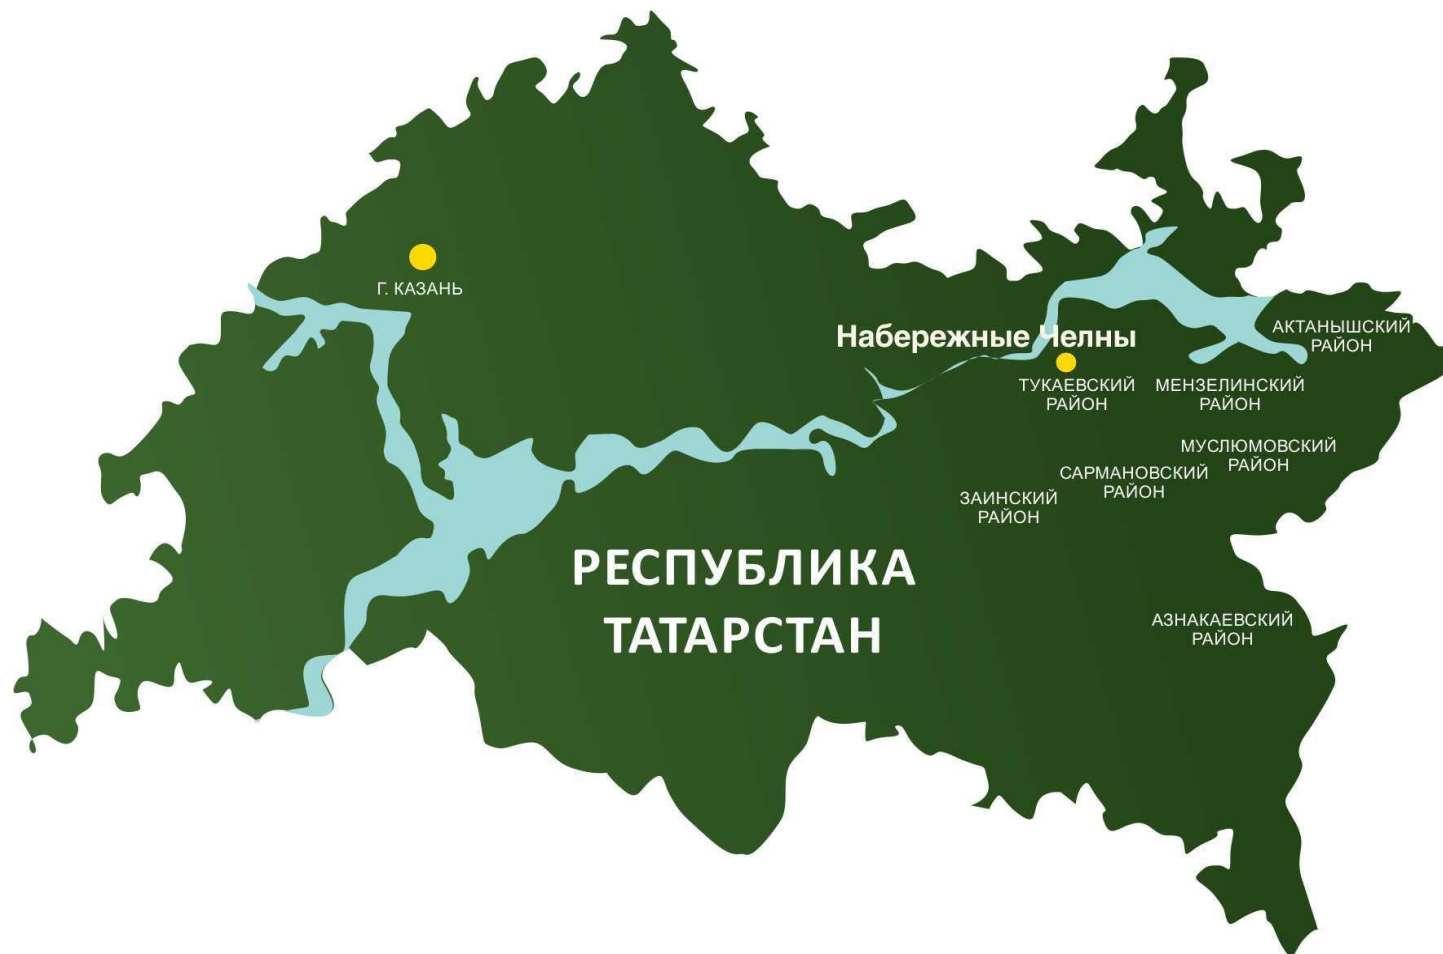 Г. КАЗАНЬ
Набережные Челны
АКТАНЫШСКИЙ
РАЙОН
ТУКАЕВСКИЙ
РАЙОН
МЕНЗЕЛИНСКИЙ
РАЙОН
МУСЛЮМОВСКИЙ
РАЙОН
САРМАНОВСКИЙ
РАЙОН
ЗАИНСКИЙ
РАЙОН
РЕСПУБЛИКА
ТАТАРСТАН
АЗНАКАЕВСКИЙ
РАЙОН